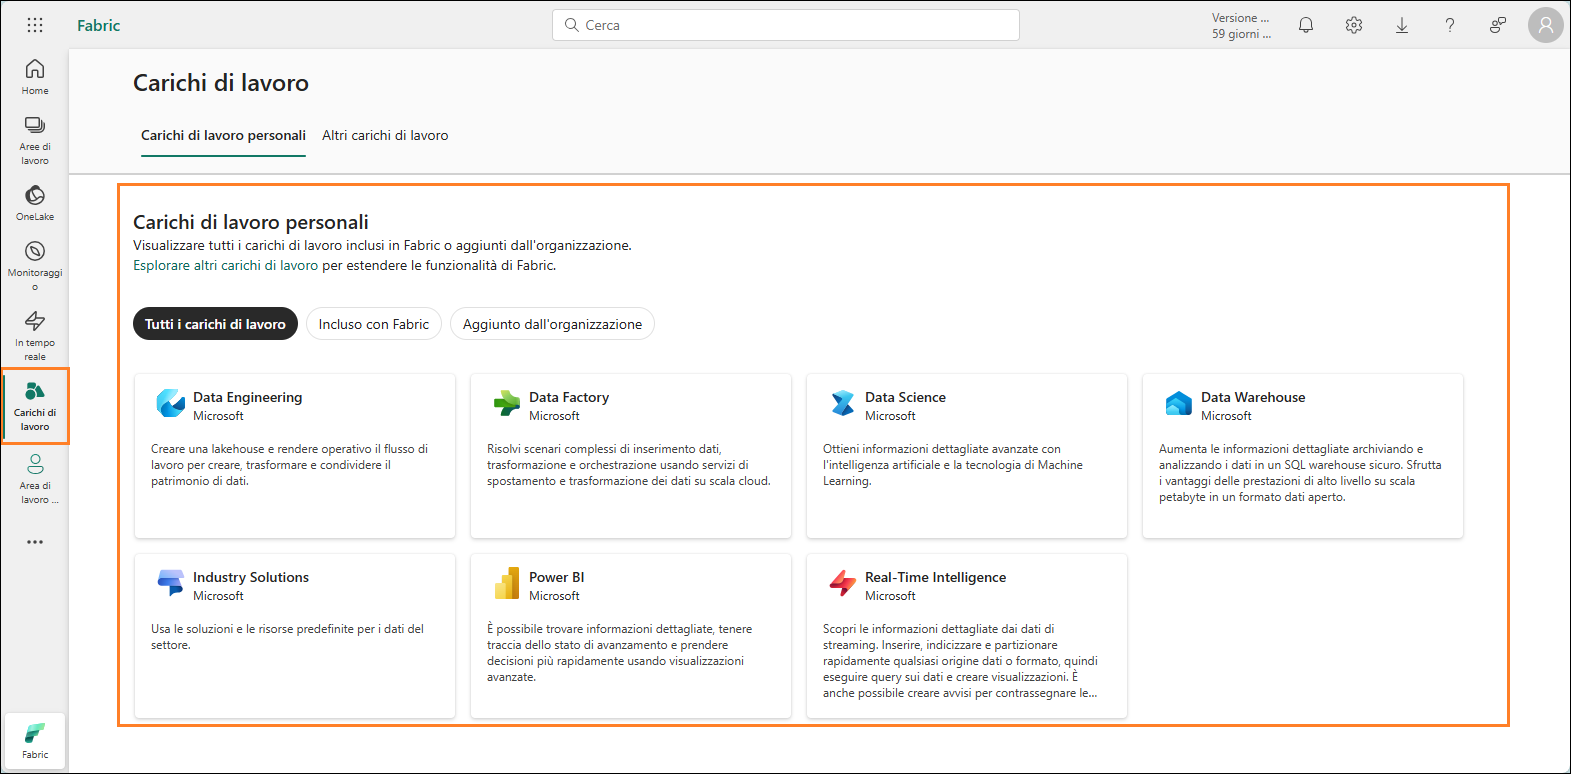 Fabric
Cerca
Versione ...
59 giorni ...
Home
Aree di
lavoro
OneLake
Monitoraggi
o
In tempo
reale
Carichi di
lavoro
Area di
lavoro ...
Fabric
Carichi di lavoro
Carichi di lavoro personali
Altri carichi di lavoro
Carichi di lavoro personali
Visualizzare tutti i carichi di lavoro inclusi in Fabric o aggiunti dall'organizzazione.
Esplorare altri carichi di lavoro per estendere le funzionalità di Fabric.
Tutti i carichi di lavoro
Incluso con Fabric
Aggiunto dall'organizzazione
Data Engineering
Microsoft
Creare una lakehouse e rendere operativo il flusso di
lavoro per creare, trasformare e condividere il
patrimonio di dati.
Data Factory
Microsoft
Risolvi scenari complessi di inserimento dati,
trasformazione e orchestrazione usando servizi di
spostamento e trasformazione dei dati su scala cloud.
Data Science
Microsoft
Ottieni informazioni dettagliate avanzate con
l'intelligenza artificiale e la tecnologia di Machine
Learning.
Data Warehouse
Microsoft
Aumenta le informazioni dettagliate archiviando e
analizzando i dati in un SQL warehouse sicuro. Sfrutta
i vantaggi delle prestazioni di alto livello su scala
petabyte in un formato dati aperto.
Industry Solutions
Microsoft
Usa le soluzioni e le risorse predefinite per i dati del
settore.
Power BI
Microsoft
È possibile trovare informazioni dettagliate, tenere
traccia dello stato di avanzamento e prendere
decisioni più rapidamente usando visualizzazioni
avanzate.
Real-Time Intelligence
Microsoft
Scopri le informazioni dettagliate dai dati di
streaming. Inserire, indicizzare e partizionare
rapidamente qualsiasi origine dati o formato, quindi
eseguire query sui dati e creare visualizzazioni. È
anche possibile creare avvisi per contrassegnare le...